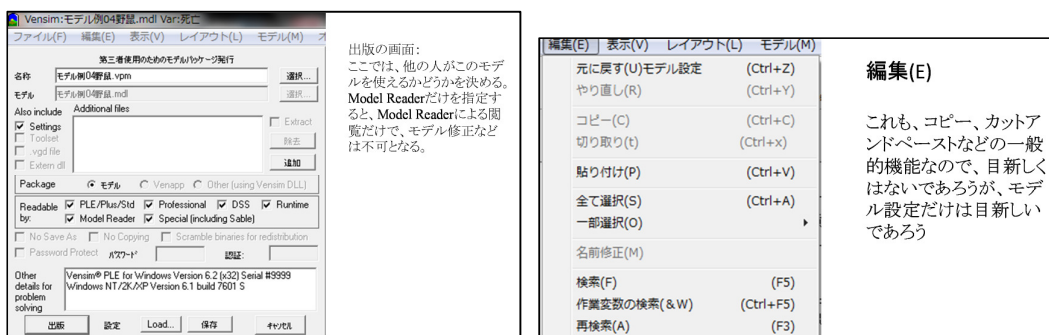 Vensim:モデル例04野鼠.mdl Var:死亡
ファイル(F) 編集(E) 表示(V) レイアウト(L) モデル(M)
第三者使用のためのモデルパッケージ発行
名称 モデル例04野鼠.vpm 選択...
モデル モデル例04野鼠.mdl 選択...
Also include Additional files
Settings Extract
Toolset 除去
.vgd file
Extern dll 追加
Package モデル Venapp Other (using Vensim DLL)
Readable by: PLE/Plus/Std Professional DSS Runtime
Model Reader Special (including Sable)
No Save As No Copying Scramble binaries for redistribution
Password Protect パスワード 認証:
Other details for problem solving
Vensim® PLE for Windows Version 6.2 (x32) Serial #9999
Windows NT/2K/XP Version 6.1 build 7601 S
出版 設定 Load... 保存 キャンセル
出版の画面:
ここでは、他の人がこのモデ
ルを使えるかどうかを決める。
Model Readerだけを指定す
ると、Model Readerによる閲
覧だけで、モデル修正など
は不可となる。
編集(E) 表示(V) レイアウト(L) モデル(M)
元に戻す(U)モデル設定 (Ctrl+Z)
やり直し(R) (Ctrl+Y)
コピー(C) (Ctrl+C)
切り取り(t) (Ctrl+x)
貼り付け(P) (Ctrl+V)
全て選択(S) (Ctrl+A)
一部選択(O)
名前修正(M)
検索(F) (F5)
作業変数の検索(&W) (Ctrl+F5)
再検索(A) (F3)
編集(E)
これも、コピー、カットア
ンドペーストなどの一般
的機能なので、目新しく
はないであろうが、モデ
ル設定だけは目新しい
であろう